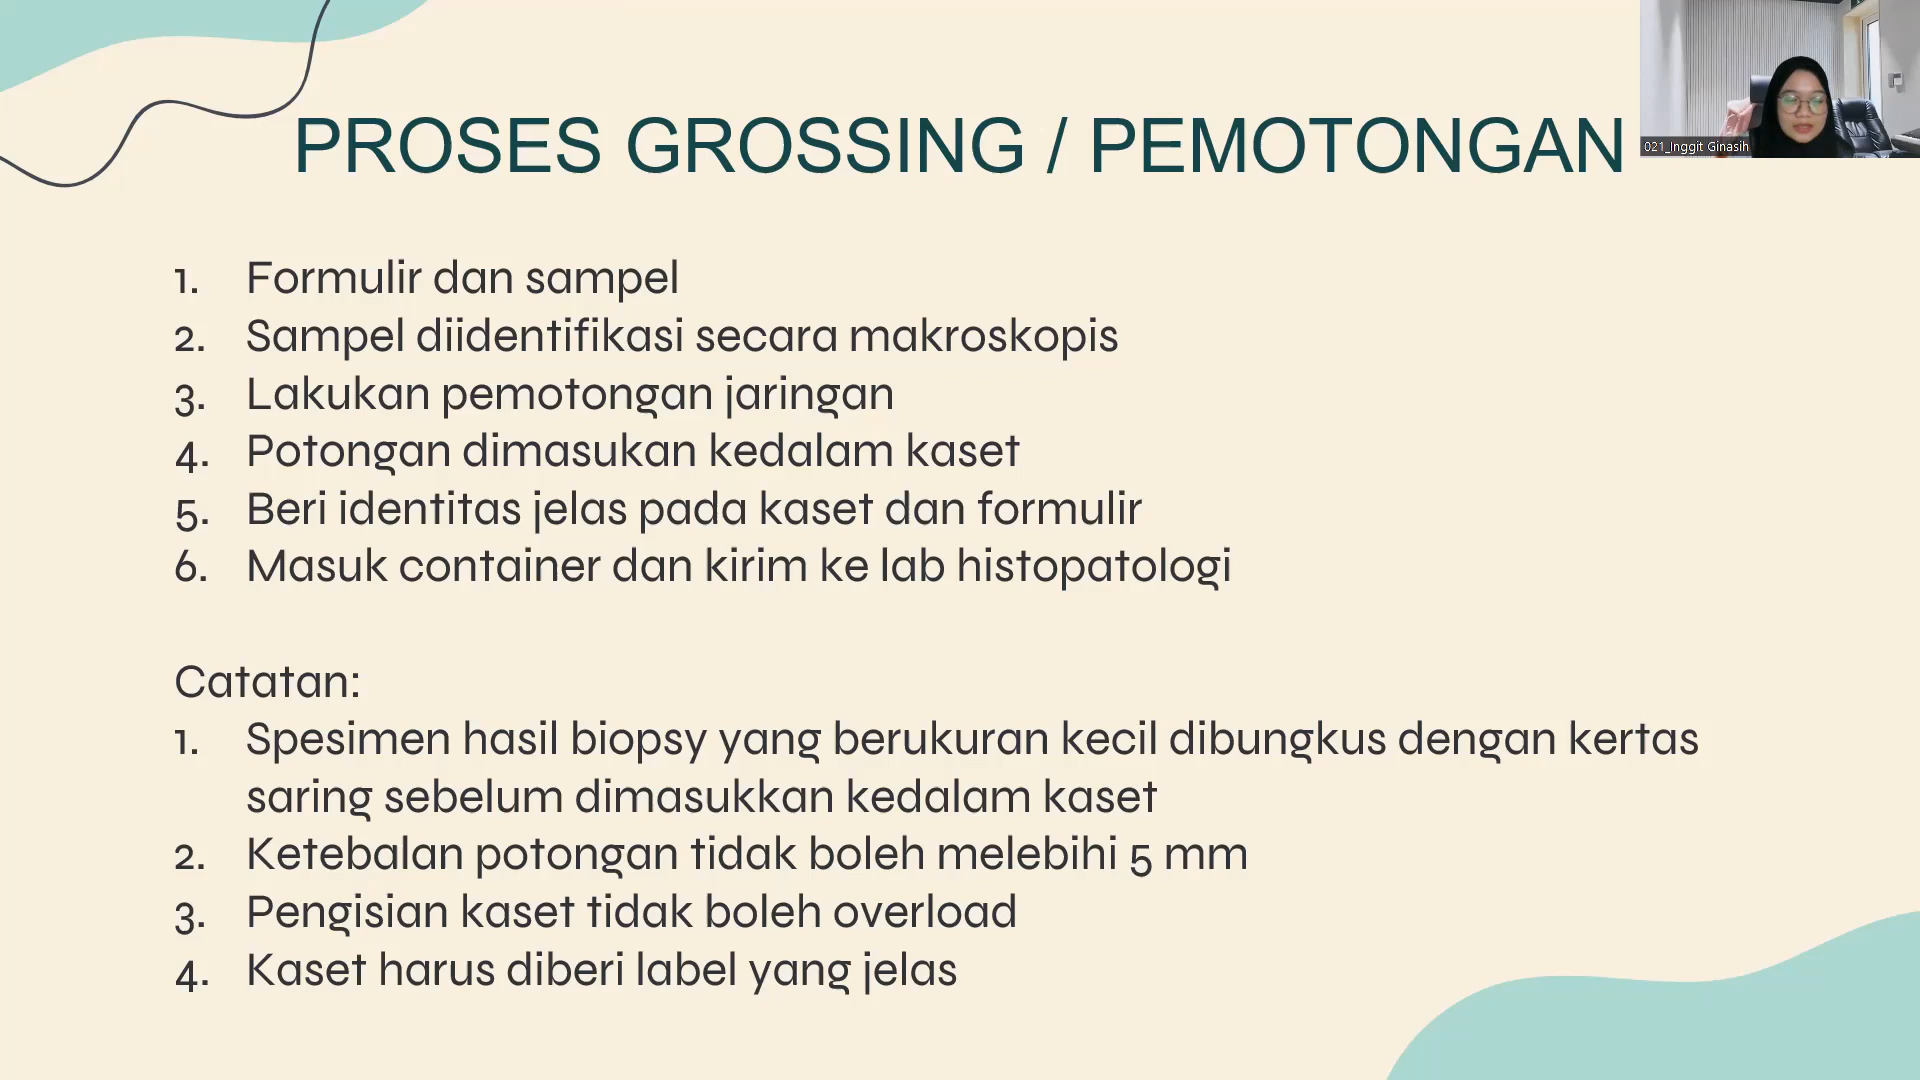 PROSES GROSSING / PEMOTONGAN
021_Inggit Ginasih
1. Formulir dan sampel
2. Sampel diidentifikasi secara makroskopis
3. Lakukan pemotongan jaringan
4. Potongan dimasukan kedalam kaset
5. Beri identitas jelas pada kaset dan formulir
6. Masuk container dan kirim ke lab histopatologi
Catatan:
1. Spesimen hasil biopsy yang berukuran kecil dibungkus dengan kertas
saring sebelum dimasukkan kedalam kaset
2. Ketebalan potongan tidak boleh melebihi 5 mm
3. Pengisian kaset tidak boleh overload
4. Kaset harus diberi label yang jelas